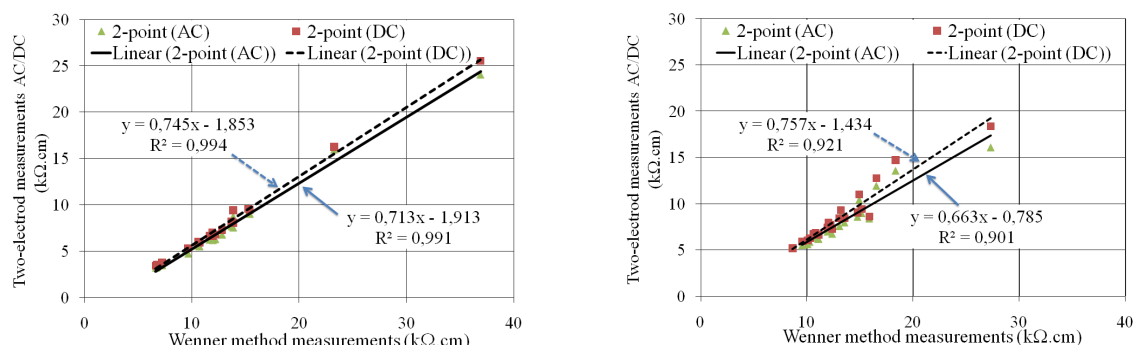 Two-electrod measurements AC/DC
(kΩ.cm)
30
25
20
15
10
5
0
2-point (AC)
2-point (DC)
Linear (2-point (AC))
Linear (2-point (DC))
y = 0,745x - 1,853
R² = 0,994
y = 0,713x - 1,913
R² = 0,991
0
10
20
30
40
Wenner method measurements (kΩ.cm)
Two-electrod measurements AC/DC
(kΩ.cm)
30
25
20
15
10
5
0
2-point (AC)
2-point (DC)
Linear (2-point (AC))
Linear (2-point (DC))
y = 0,757x - 1,434
R² = 0,921
y = 0,663x - 0,785
R² = 0,901
0
10
20
30
40
Wenner method measurements (kΩ.cm)